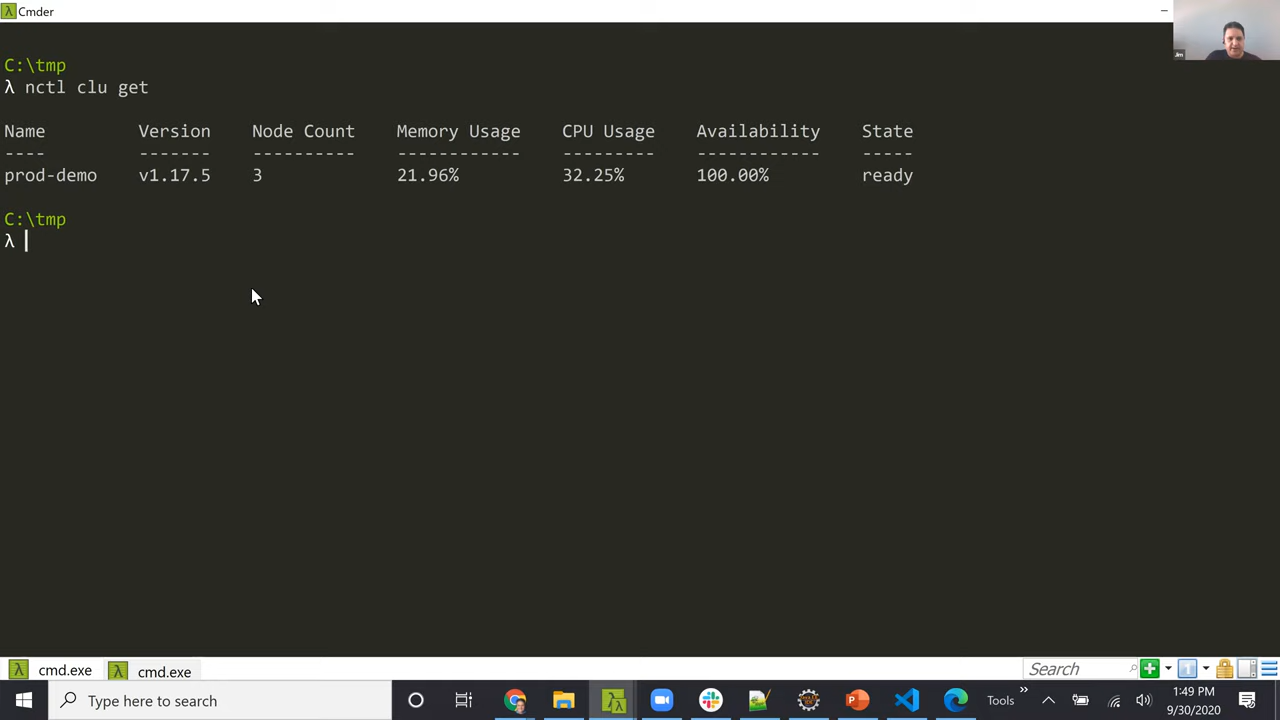 Cmder
C:\tmp
λ nctl clu get
Name Version Node Count Memory Usage CPU Usage Availability State
---- ------- ---------- ------------ --------- ------------ -----
prod-demo v1.17.5 3 21.96% 32.25% 100.00% ready
C:\tmp
λ
Jim
cmd.exe cmd.exe Search
Type here to search Tools 1:49 PM
9/30/2020